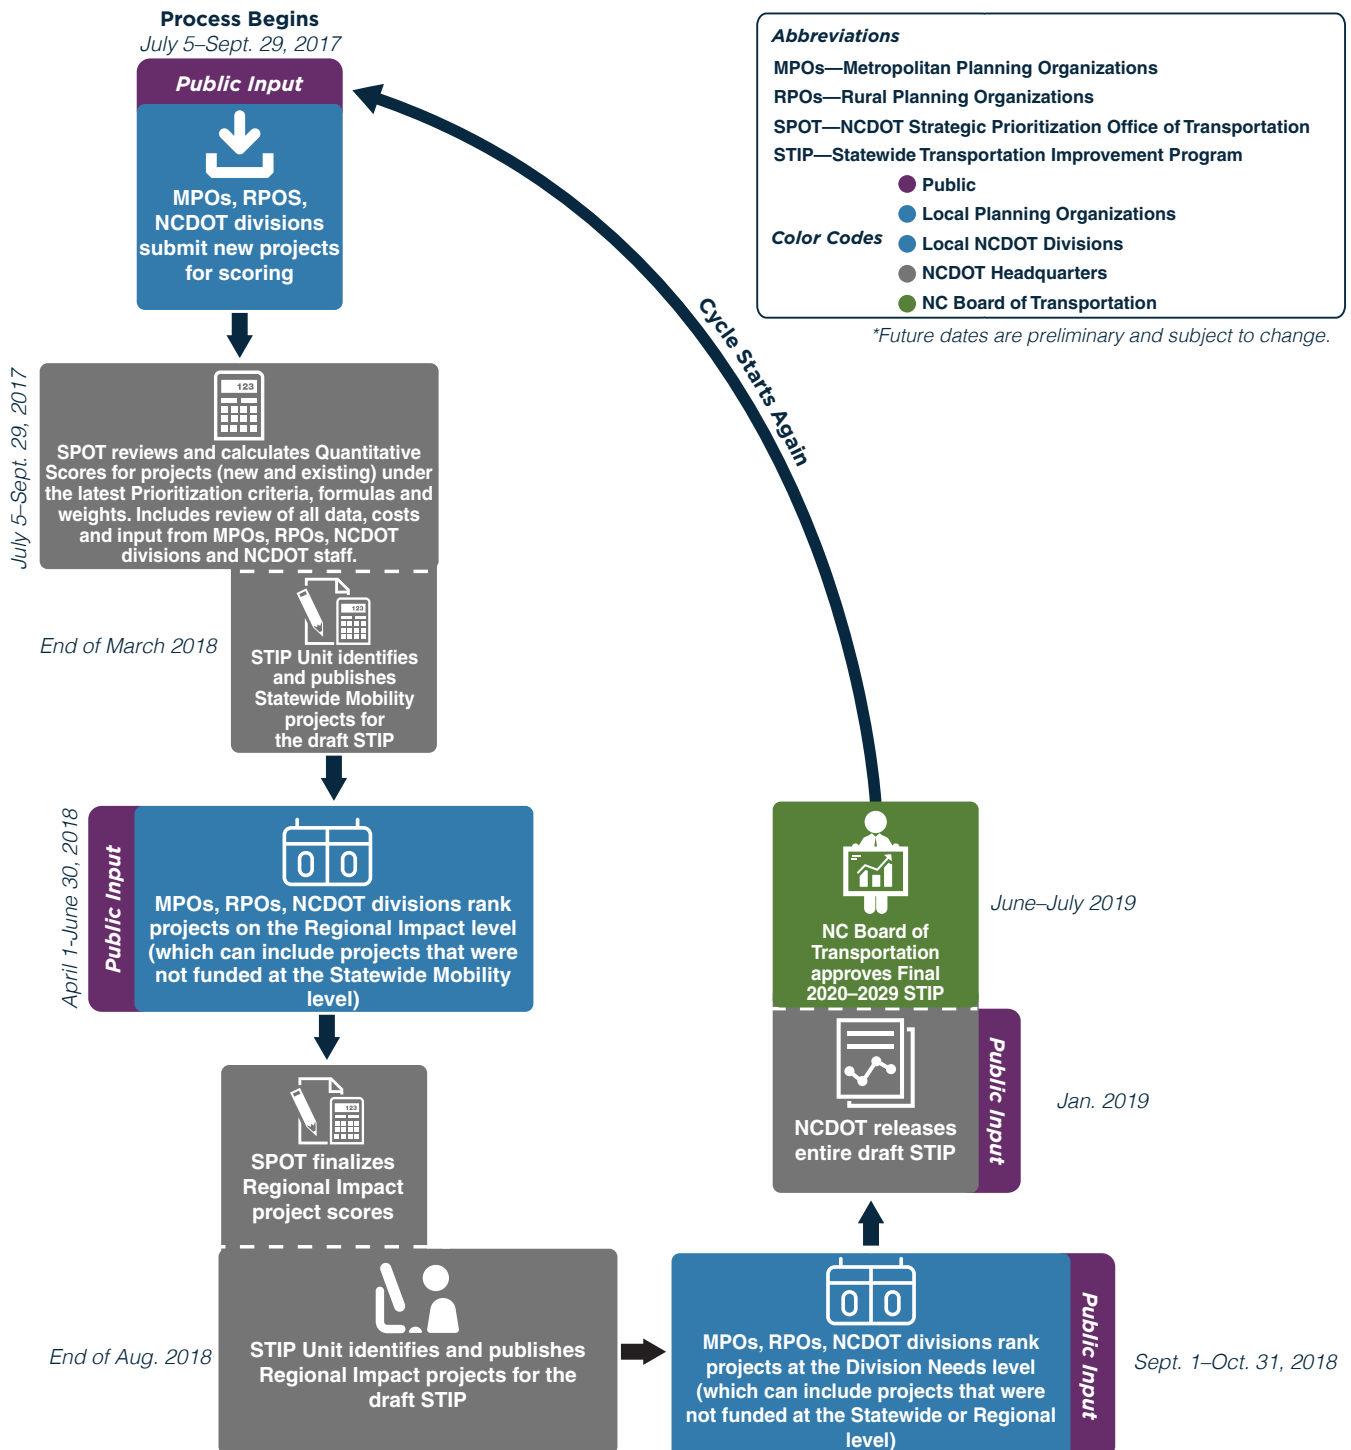 Process Begins
July 5–Sept. 29, 2017
Public Input
MPOs, RPOS,
NCDOT divisions
submit new projects
for scoring
Abbreviations
MPOs—Metropolitan Planning Organizations
RPOs—Rural Planning Organizations
SPOT—NCDOT Strategic Prioritization Office of Transportation
STIP—Statewide Transportation Improvement Program
Color Codes
Public
Local Planning Organizations
Local NCDOT Divisions
NCDOT Headquarters
NC Board of Transportation
*Future dates are preliminary and subject to change.
Cycle Starts Again
July 5–Sept. 29, 2017
123
SPOT reviews and calculates Quantitative
Scores for projects (new and existing) under
the latest Prioritization criteria, formulas and
weights. Includes review of all data, costs
and input from MPOs, RPOs, NCDOT
divisions and NCDOT staff.
End of March 2018
123
STIP Unit identifies
and publishes
Statewide Mobility
projects for
the draft STIP
April 1-June 30, 2018
Public Input
0 0
MPOs, RPOs, NCDOT divisions rank
projects on the Regional Impact level
(which can include projects that were
not funded at the Statewide Mobility
level)
123
SPOT finalizes
Regional Impact
project scores
End of Aug. 2018
STIP Unit identifies and publishes
Regional Impact projects for the
draft STIP
0 0
MPOs, RPOs, NCDOT divisions rank
projects at the Division Needs level
(which can include projects that were
not funded at the Statewide or Regional
level)
Public Input
Sept. 1–Oct. 31, 2018
NCDOT releases
entire draft STIP
Public Input
Jan. 2019
NC Board of
Transportation
approves Final
2020–2029 STIP
June–July 2019